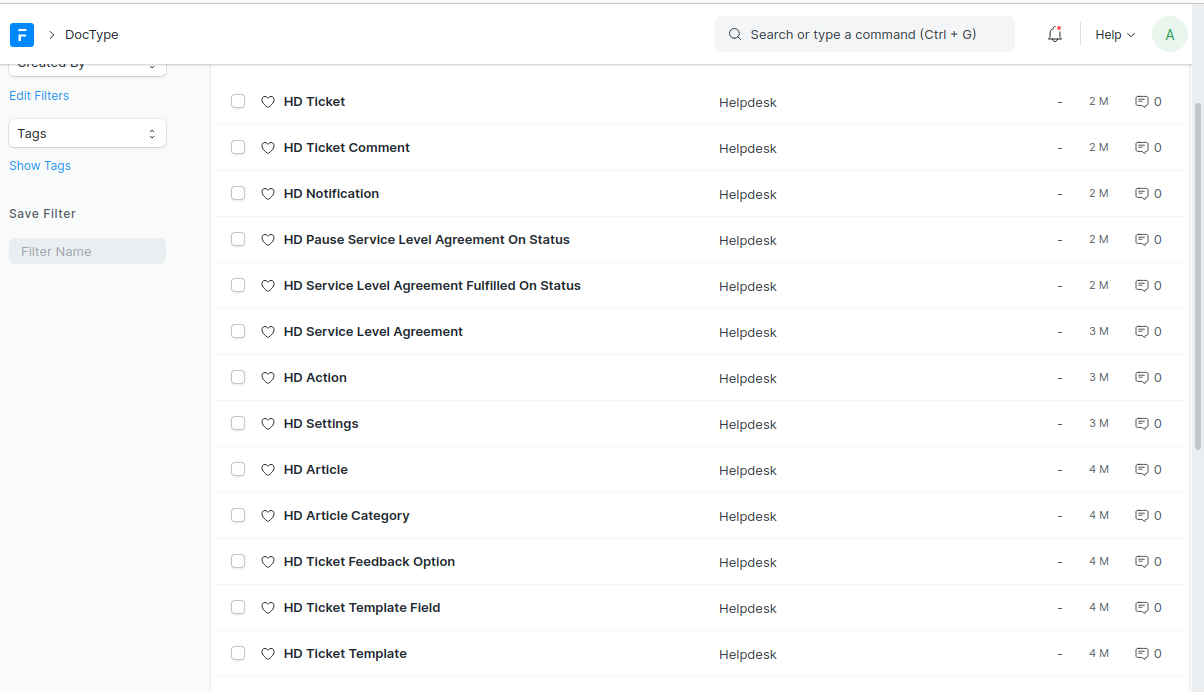 DocType
Search or type a command (Ctrl + G)
Help
A
Created By
Edit Filters
Tags
Show Tags
Save Filter
Filter Name
HD Ticket Helpdesk - 2 M 0
HD Ticket Comment Helpdesk - 2 M 0
HD Notification Helpdesk - 2 M 0
HD Pause Service Level Agreement On Status Helpdesk - 2 M 0
HD Service Level Agreement Fulfilled On Status Helpdesk - 2 M 0
HD Service Level Agreement Helpdesk - 3 M 0
HD Action Helpdesk - 3 M 0
HD Settings Helpdesk - 3 M 0
HD Article Helpdesk - 4 M 0
HD Article Category Helpdesk - 4 M 0
HD Ticket Feedback Option Helpdesk - 4 M 0
HD Ticket Template Field Helpdesk - 4 M 0
HD Ticket Template Helpdesk - 4 M 0